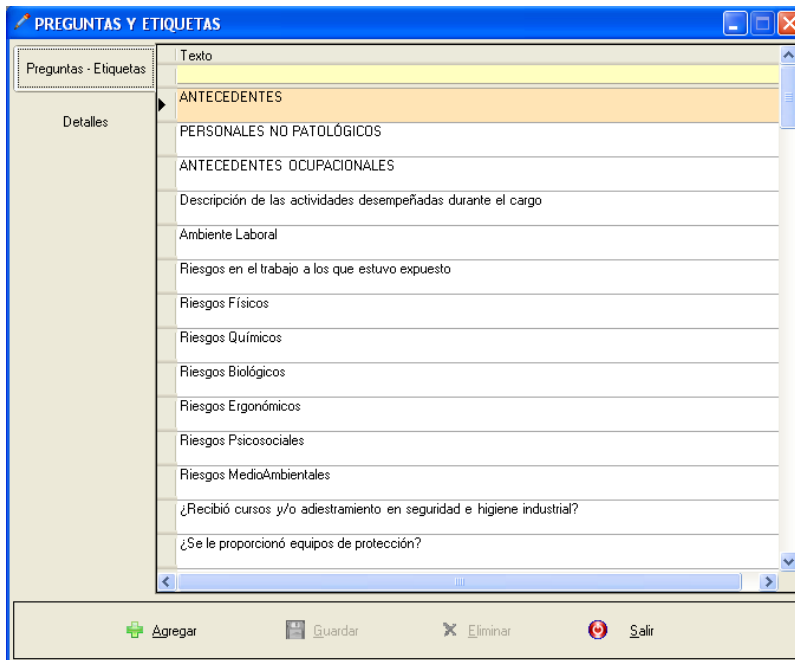 PREGUNTAS Y ETIQUETAS
Preguntas - Etiquetas
Detalles
Texto
ANTECEDENTES
PERSONALES NO PATOLÓGICOS
ANTECEDENTES OCUPACIONALES
Descripción de las actividades desempeñadas durante el cargo
Ambiente Laboral
Riesgos en el trabajo a los que estuvo expuesto
Riesgos Físicos
Riesgos Químicos
Riesgos Biológicos
Riesgos Ergonómicos
Riesgos Psicosociales
Riesgos MedioAmbientales
¿Recibió cursos y/o adiestramiento en seguridad e higiene industrial?
¿Se le proporcionó equipos de protección?
Agregar Guardar Eliminar Salir